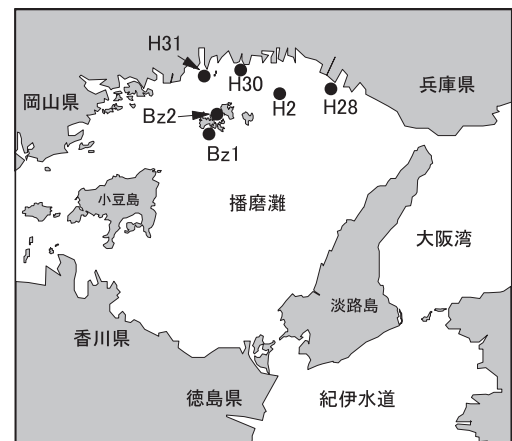 H31
H30
岡山県
兵庫県
H2
H28
Bz2
Bz1
小豆島
播磨灘
大阪湾
淡路島
香川県
徳島県
紀伊水道